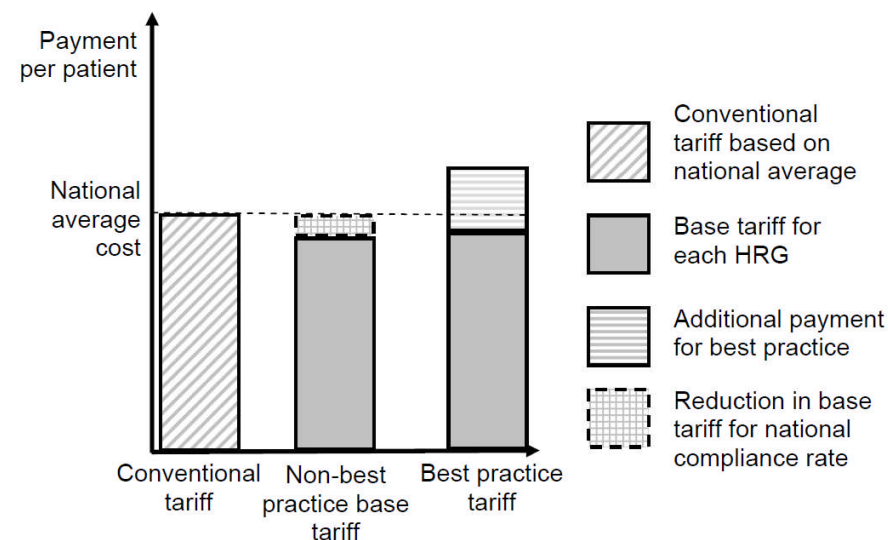 Payment
per patient
National
average
cost
Conventional
tariff
Non-best
practice base
tariff
Best practice
tariff
Conventional
tariff based on
national average
Base tariff for
each HRG
Additional payment
for best practice
Reduction in base
tariff for national
compliance rate